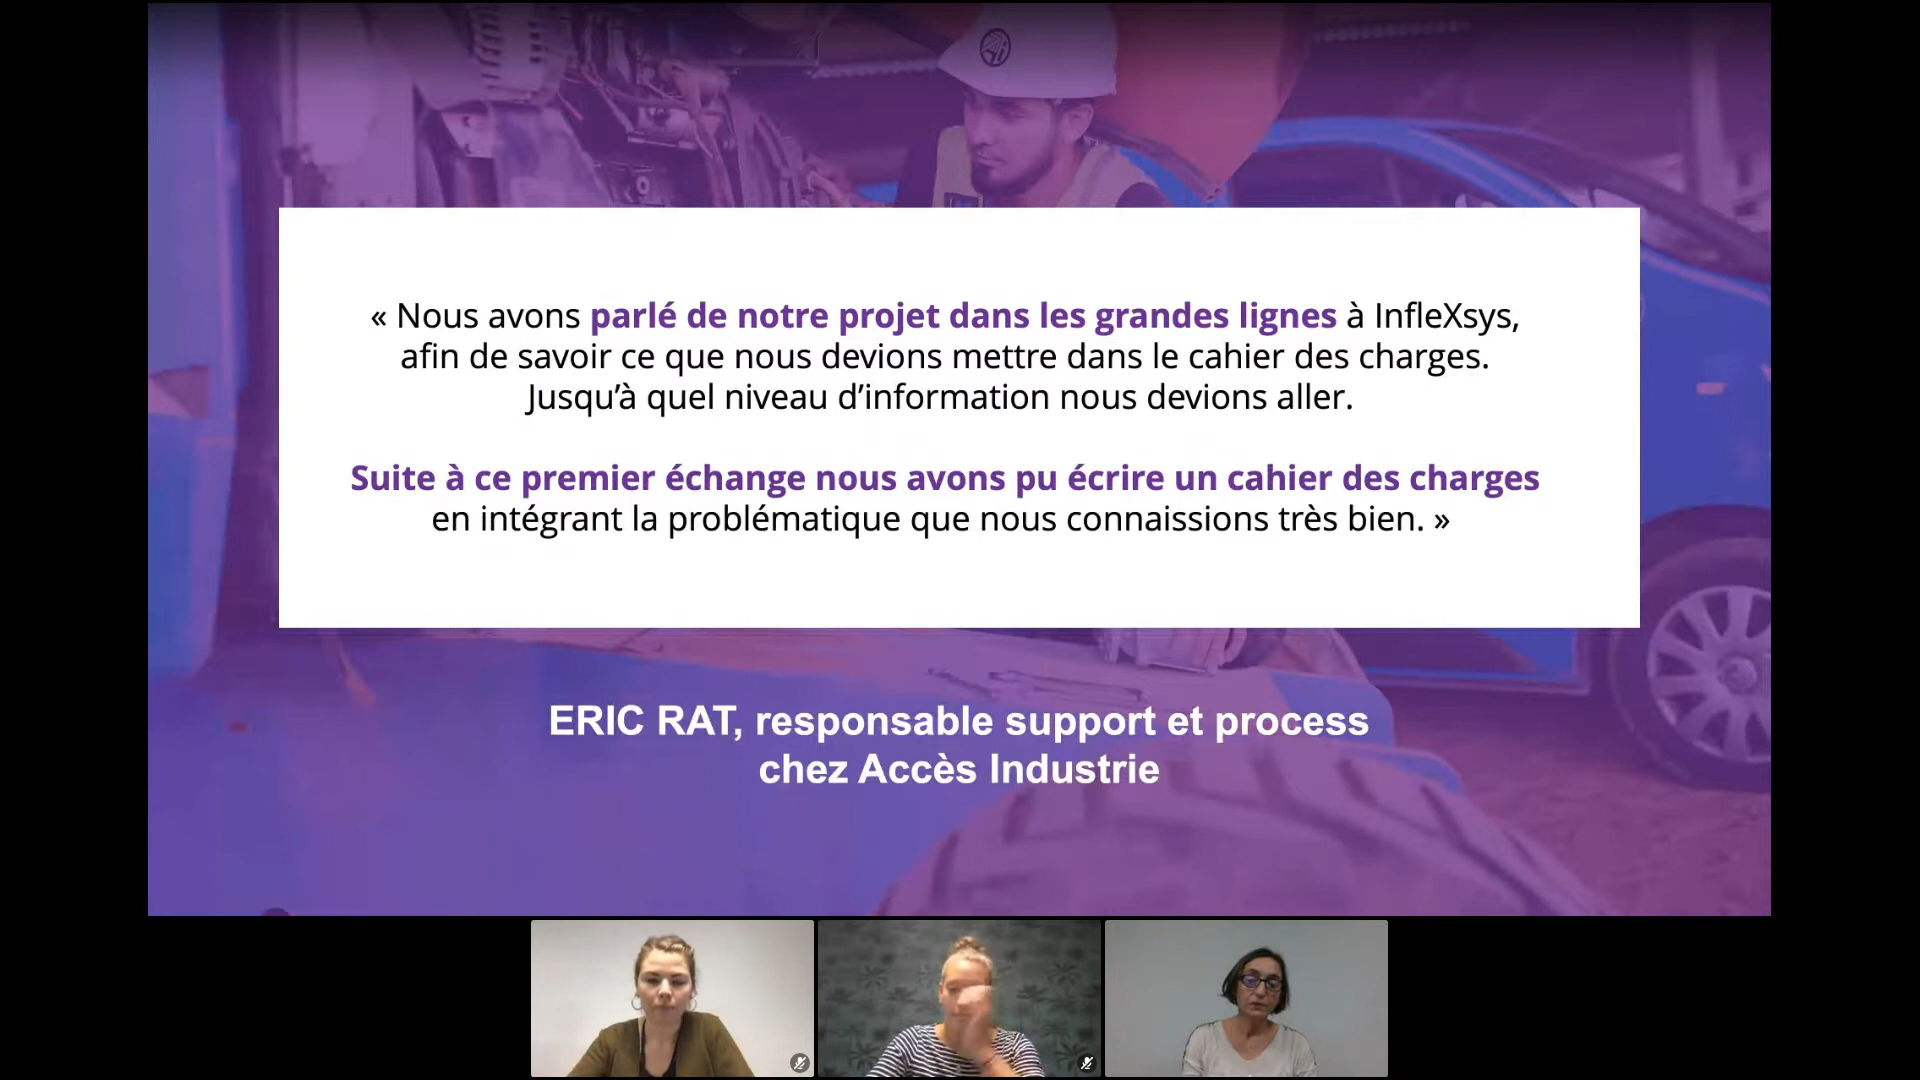 « Nous avons parlé de notre projet dans les grandes lignes à InfleXsys,
afin de savoir ce que nous devions mettre dans le cahier des charges.
Jusqu’à quel niveau d’information nous devions aller.
Suite à ce premier échange nous avons pu écrire un cahier des charges
en intégrant la problématique que nous connaissions très bien. »
ERIC RAT, responsable support et process
chez Accès Industrie